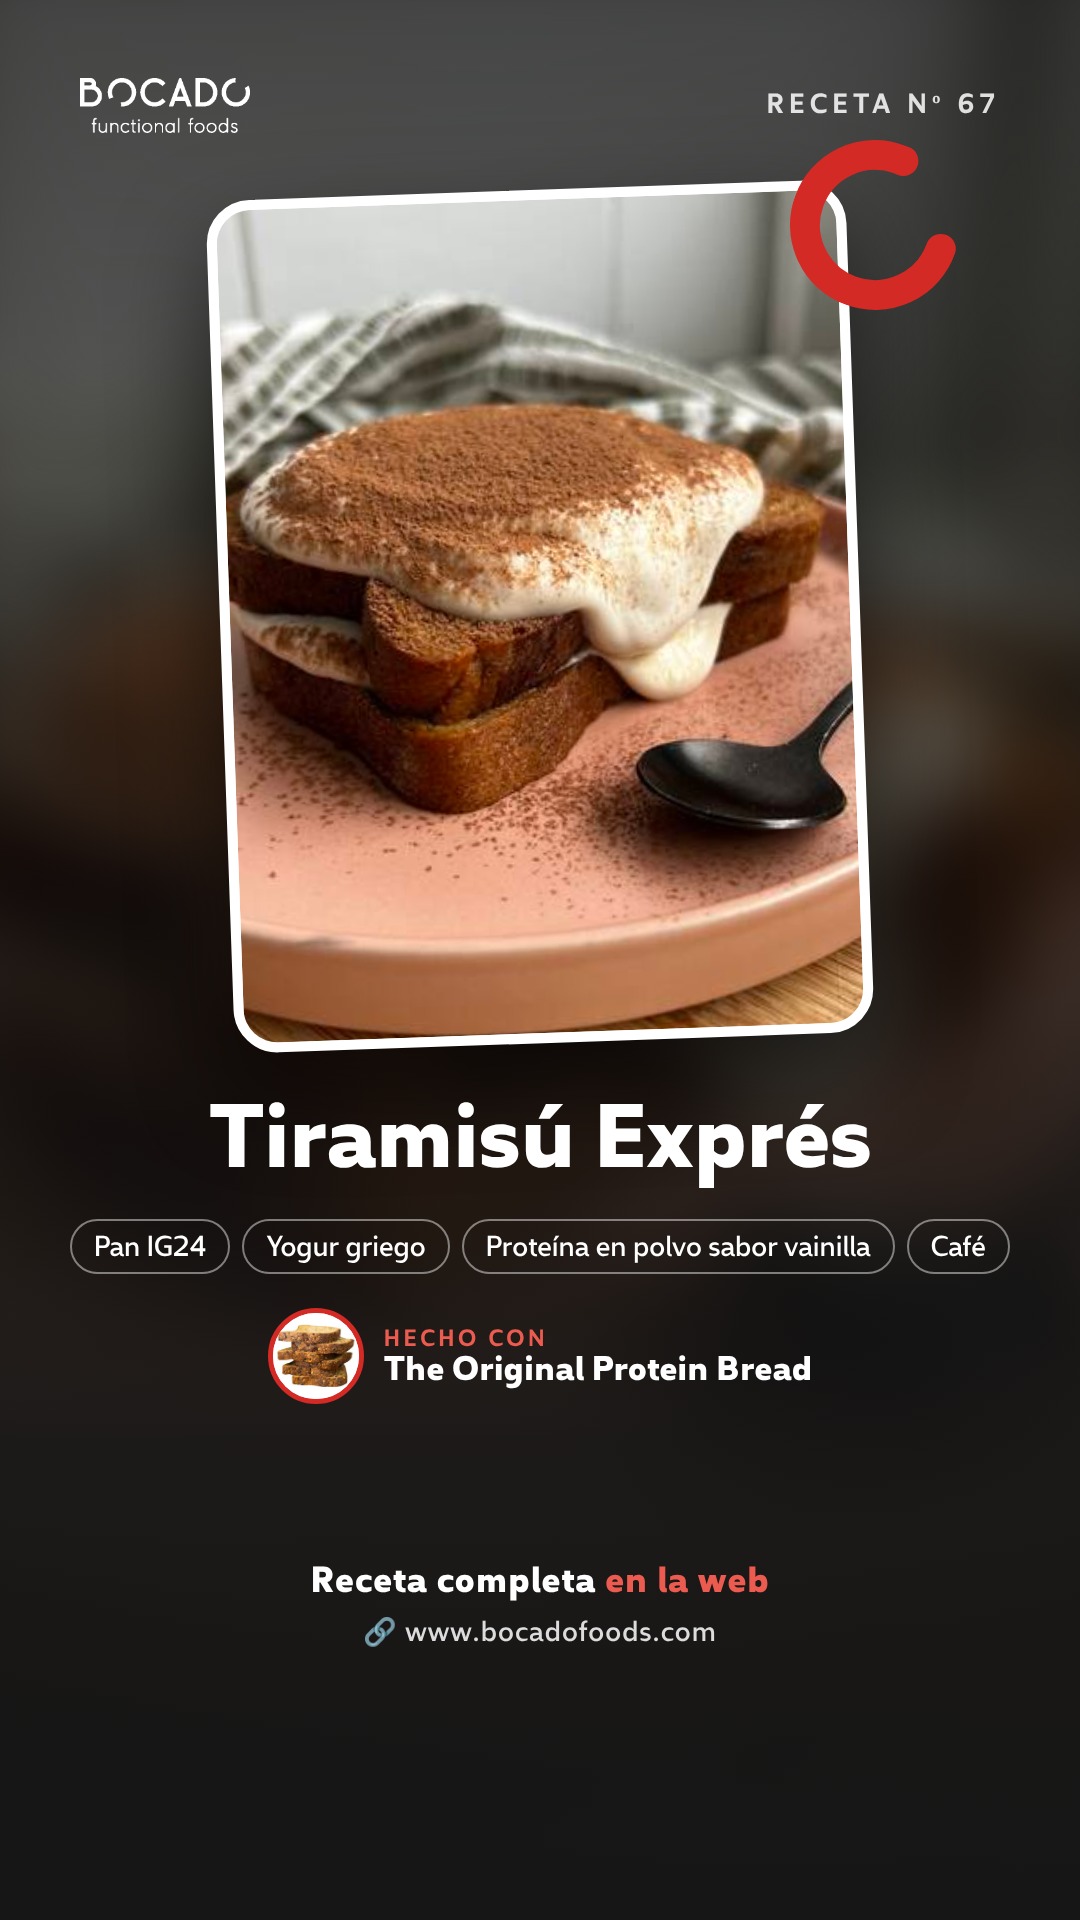 BOCADO
functional foods
RECETA Nº 67
Tiramisú Exprés
Pan IG24
Yogur griego
Proteína en polvo sabor vainilla
Café
HECHO CON
The Original Protein Bread
Receta completa en la web
🔗 www.bocadofoods.com